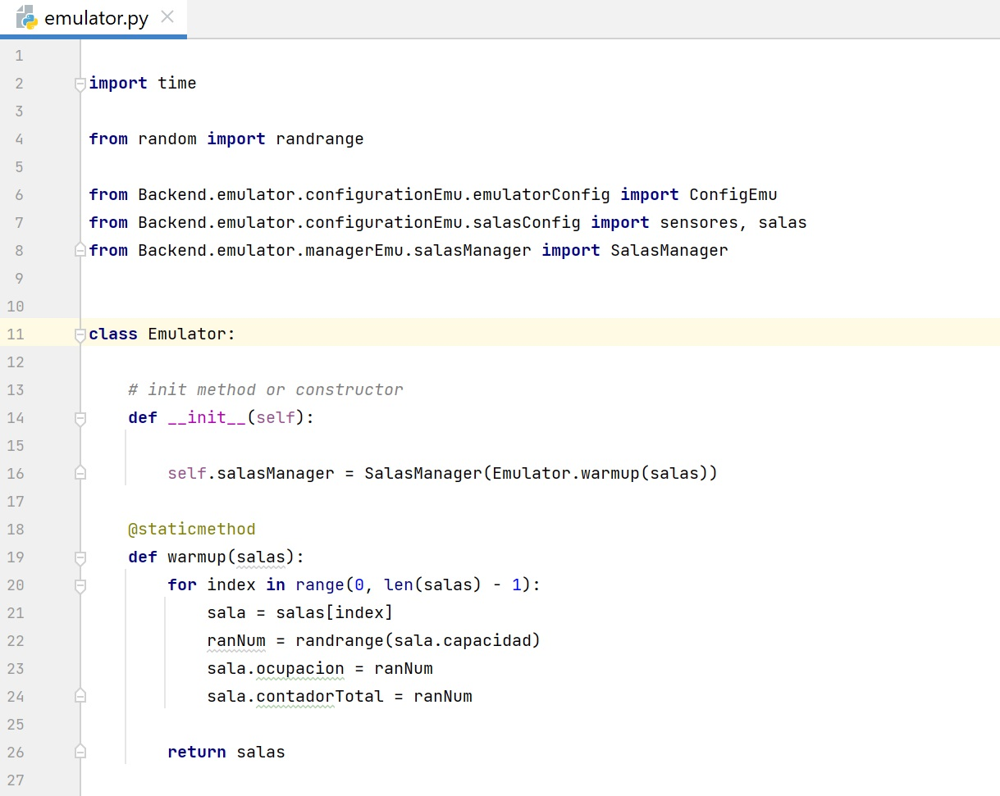 emulator.py
1
2 import time
3
4 from random import randrange
5
6 from Backend.emulator.configurationEmu.emulatorConfig import ConfigEmu
7 from Backend.emulator.configurationEmu.salasConfig import sensores, salas
8 from Backend.emulator.managerEmu.salasManager import SalasManager
9
10
11 class Emulator:
12
13     # init method or constructor
14     def __init__(self):
15
16         self.salasManager = SalasManager(Emulator.warmup(salas))
17
18     @staticmethod
19     def warmup(salas):
20         for index in range(0, len(salas) - 1):
21             sala = salas[index]
22             ranNum = randrange(sala.capacidad)
23             sala.ocupacion = ranNum
24             sala.contadorTotal = ranNum
25
26         return salas
27